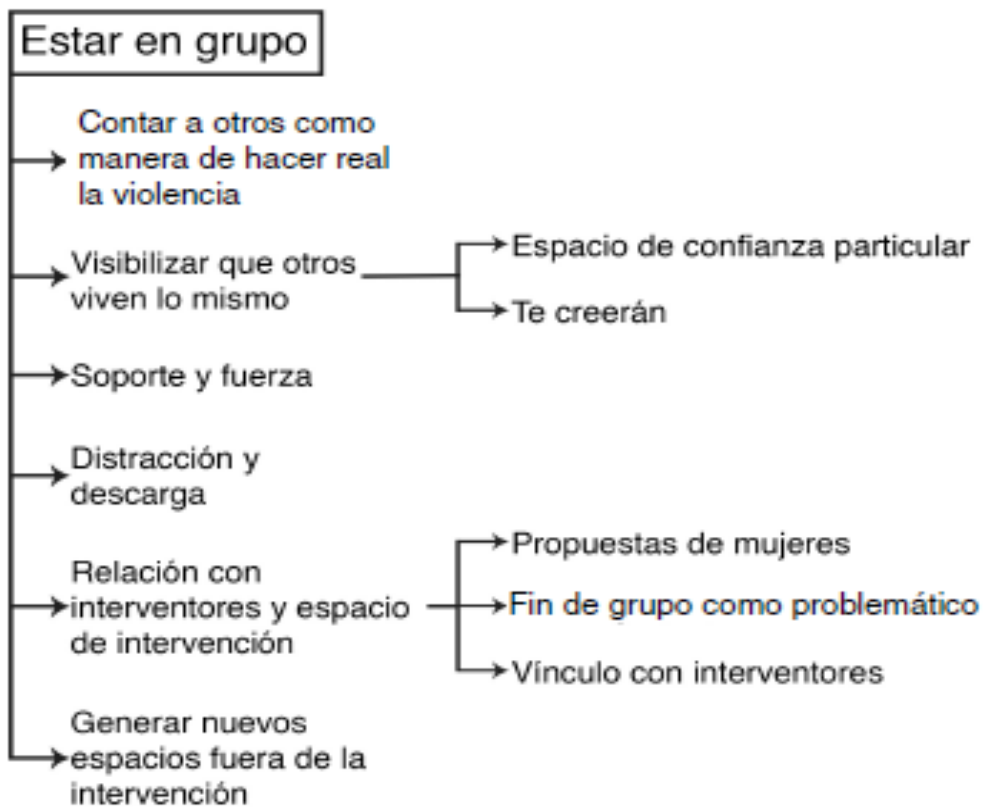 Estar en grupo
Contar a otros como
manera de hacer real
la violencia
Visibilizar que otros
viven lo mismo
Espacio de confianza particular
Te creerán
Soporte y fuerza
Distracción y
descarga
Relación con
interventores y espacio
de intervención
Propuestas de mujeres
Fin de grupo como problemático
Vínculo con interventores
Generar nuevos
espacios fuera de la
intervención